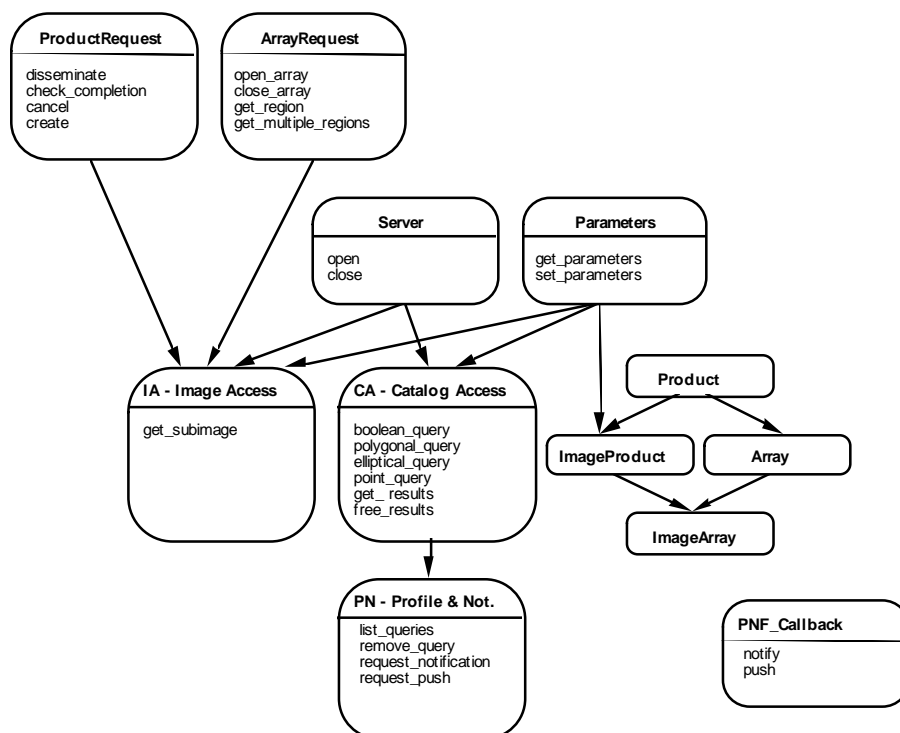 ProductRequest
disseminate
check_completion
cancel
create
ArrayRequest
open_array
close_array
get_region
get_multiple_regions
Server
open
close
Parameters
get_parameters
set_parameters
IA - Image Access
get_subimage
CA - Catalog Access
boolean_query
polygonal_query
elliptical_query
point_query
get_ results
free_results
Product
ImageProduct
Array
ImageArray
PN - Profile & Not.
list_queries
remove_query
request_notification
request_push
PNF_Callback
notify
push